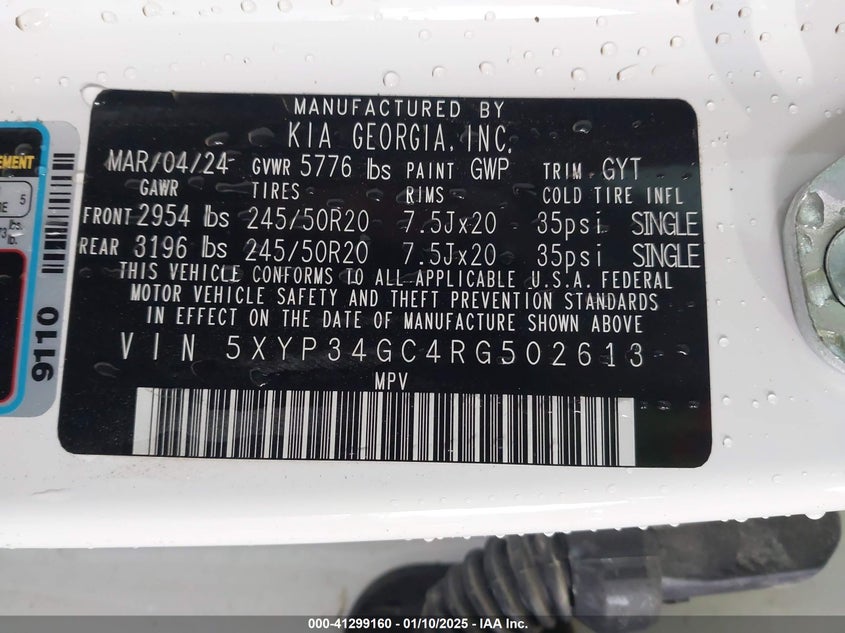 MANUFACTURED BY
KIA GEORGIA, INC.
MAR/04/24 GVWR 5776 lbs PAINT GWP TRIM GYT
GAWR TIRES RIMS COLD TIRE INFL
FRONT 2954 lbs 245/50R20 7.5Jx20 35psi SINGLE
REAR 3196 lbs 245/50R20 7.5Jx20 35psi SINGLE
THIS VEHICLE CONFORMS TO ALL APPLICABLE U.S.A. FEDERAL
MOTOR VEHICLE SAFETY AND THEFT PREVENTION STANDARDS
IN EFFECT ON THE DATE OF MANUFACTURE SHOWN ABOVE
VIN 5XYP34GC4RG502613
MPV
9110
5
000-41299160 - 01/10/2025 - IAA Inc.